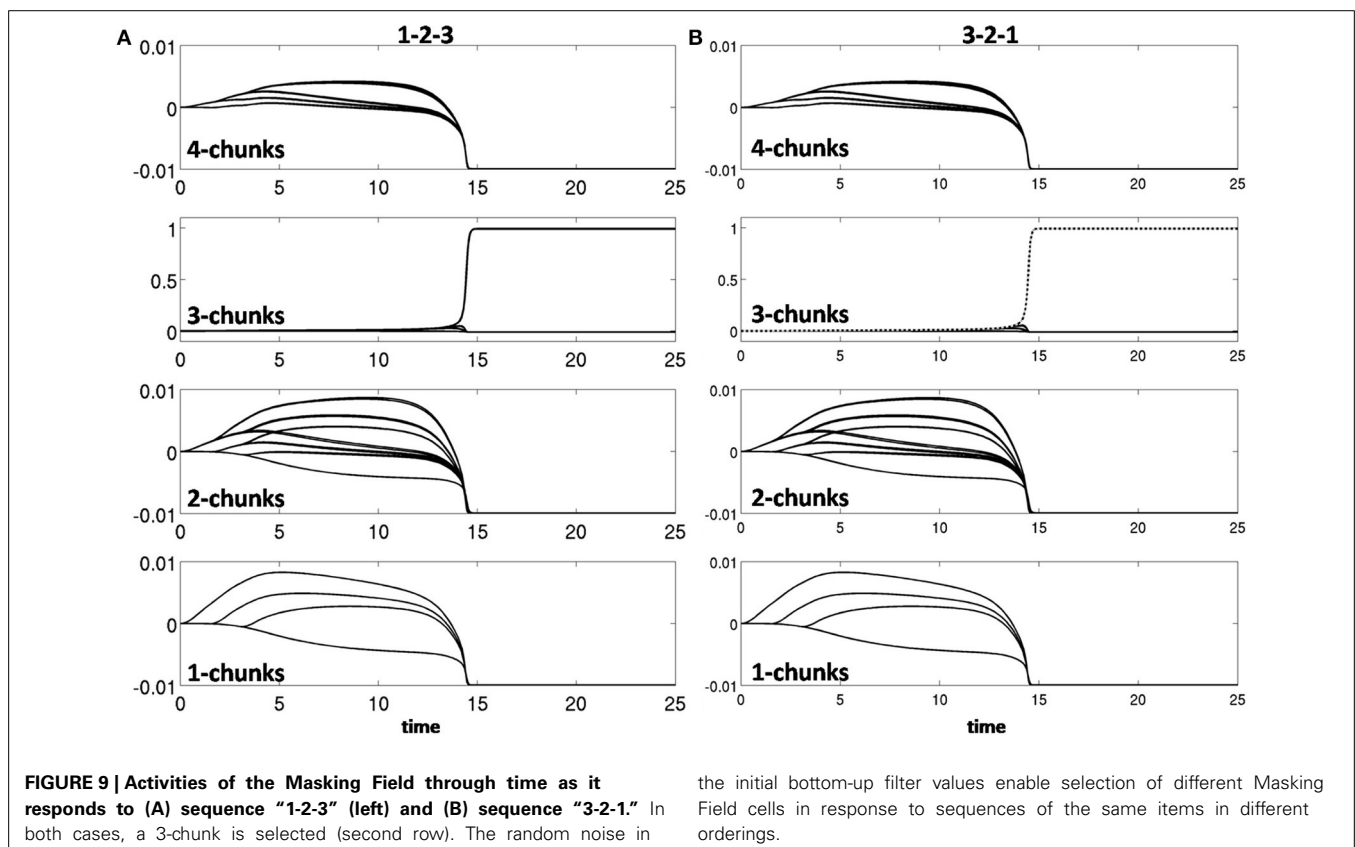 A 1-2-3
0.01
0
-0.01
4-chunks
0 5 10 15 20 25
1
0.5
0
3-chunks
0 5 10 15 20 25
0.01
0
-0.01
2-chunks
0 5 10 15 20 25
0.01
0
-0.01
1-chunks
0 5 10 15 20 25
time
B 3-2-1
0.01
0
-0.01
4-chunks
0 5 10 15 20 25
1
0.5
0
3-chunks
0 5 10 15 20 25
0.01
0
-0.01
2-chunks
0 5 10 15 20 25
0.01
0
-0.01
1-chunks
0 5 10 15 20 25
time
FIGURE 9 | Activities of the Masking Field through time as it
responds to (A) sequence “1-2-3” (left) and (B) sequence “3-2-1.” In
both cases, a 3-chunk is selected (second row). The random noise in
the initial bottom-up filter values enable selection of different Masking
Field cells in response to sequences of the same items in different
orderings.